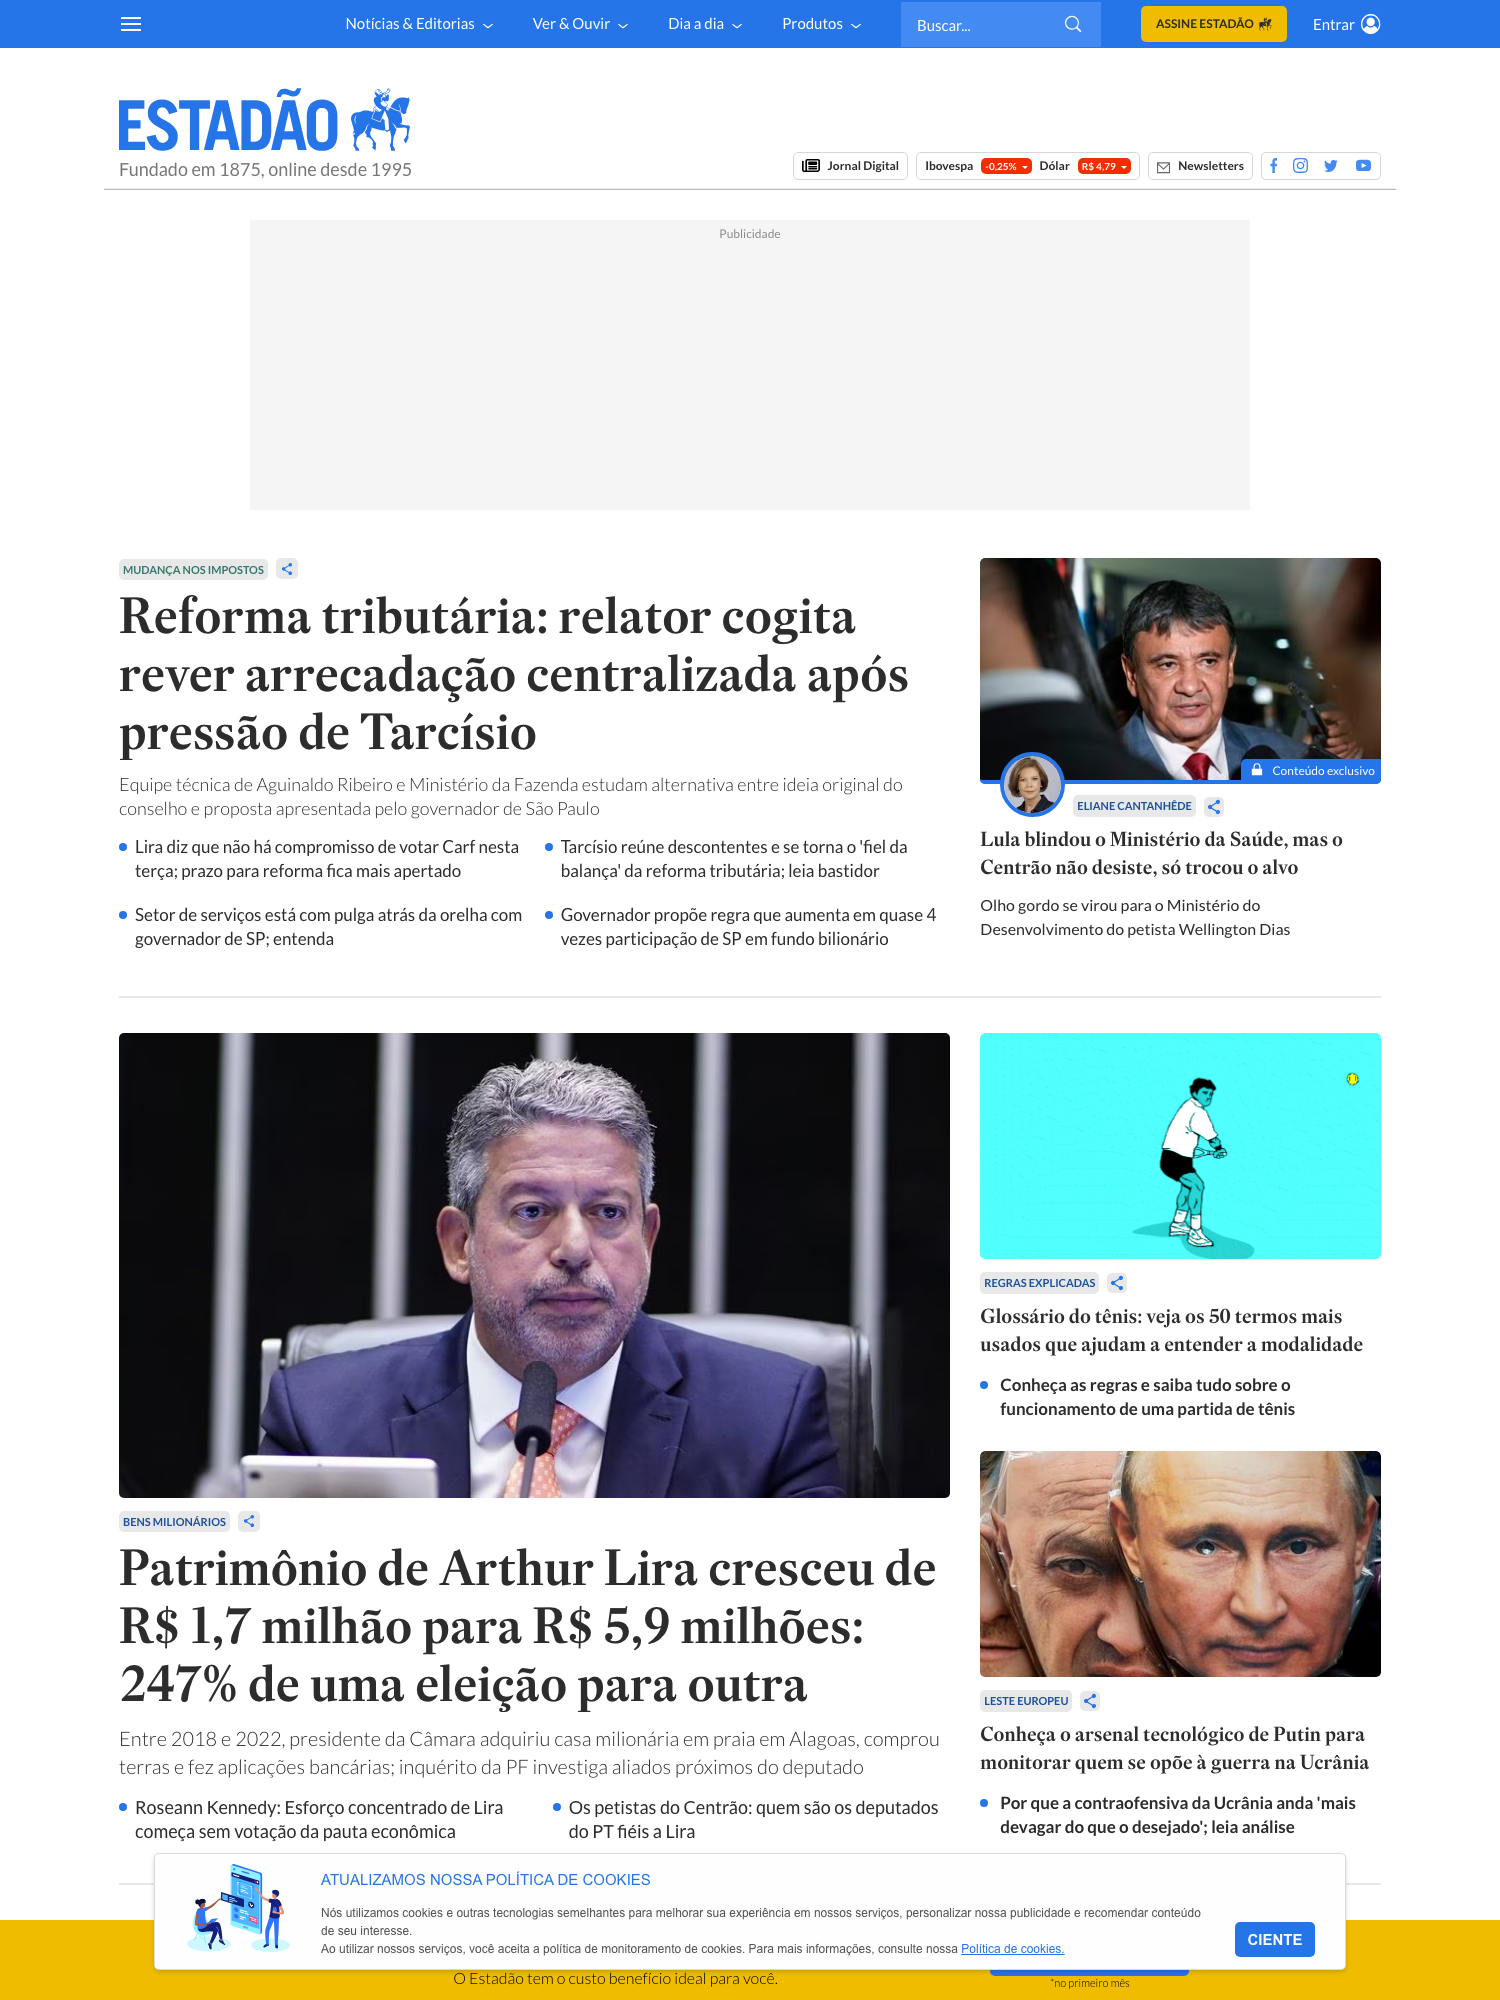 Notícias & Editorias
Ver & Ouvir
Dia a dia
Produtos
Buscar...
ASSINE ESTADÃO
Entrar
ESTADÃO
Fundado em 1875, online desde 1995
Jornal Digital
Ibovespa -0,25% Dólar R$ 4,79
Newsletters
Publicidade
MUDANÇA NOS IMPOSTOS
Reforma tributária: relator cogita
rever arrecadação centralizada após
pressão de Tarcísio
Equipe técnica de Aguinaldo Ribeiro e Ministério da Fazenda estudam alternativa entre ideia original do
conselho e proposta apresentada pelo governador de São Paulo
Lira diz que não há compromisso de votar Carf nesta
terça; prazo para reforma fica mais apertado
Tarcísio reúne descontentes e se torna o 'fiel da
balança' da reforma tributária; leia bastidor
Setor de serviços está com pulga atrás da orelha com
governador de SP; entenda
Governador propõe regra que aumenta em quase 4
vezes participação de SP em fundo bilionário
Conteúdo exclusivo
ELIANE CANTANHÊDE
Lula blindou o Ministério da Saúde, mas o
Centrão não desiste, só trocou o alvo
Olho gordo se virou para o Ministério do
Desenvolvimento do petista Wellington Dias
BENS MILIONÁRIOS
Patrimônio de Arthur Lira cresceu de
R$ 1,7 milhão para R$ 5,9 milhões:
247% de uma eleição para outra
Entre 2018 e 2022, presidente da Câmara adquiriu casa milionária em praia em Alagoas, comprou
terras e fez aplicações bancárias; inquérito da PF investiga aliados próximos do deputado
Roseann Kennedy: Esforço concentrado de Lira
começa sem votação da pauta econômica
Os petistas do Centrão: quem são os deputados
do PT fiéis a Lira
REGRAS EXPLICADAS
Glossário do tênis: veja os 50 termos mais
usados que ajudam a entender a modalidade
Conheça as regras e saiba tudo sobre o
funcionamento de uma partida de tênis
LESTE EUROPEU
Conheça o arsenal tecnológico de Putin para
monitorar quem se opõe à guerra na Ucrânia
Por que a contraofensiva da Ucrânia anda 'mais
devagar do que o desejado'; leia análise
ATUALIZAMOS NOSSA POLÍTICA DE COOKIES
Nós utilizamos cookies e outras tecnologias semelhantes para melhorar sua experiência em nossos serviços, personalizar nossa publicidade e recomendar conteúdo
de seu interesse.
Ao utilizar nossos serviços, você aceita a política de monitoramento de cookies. Para mais informações, consulte nossa Política de cookies.
CIENTE
O Estadão tem o custo benefício ideal para você.
*no primeiro mês